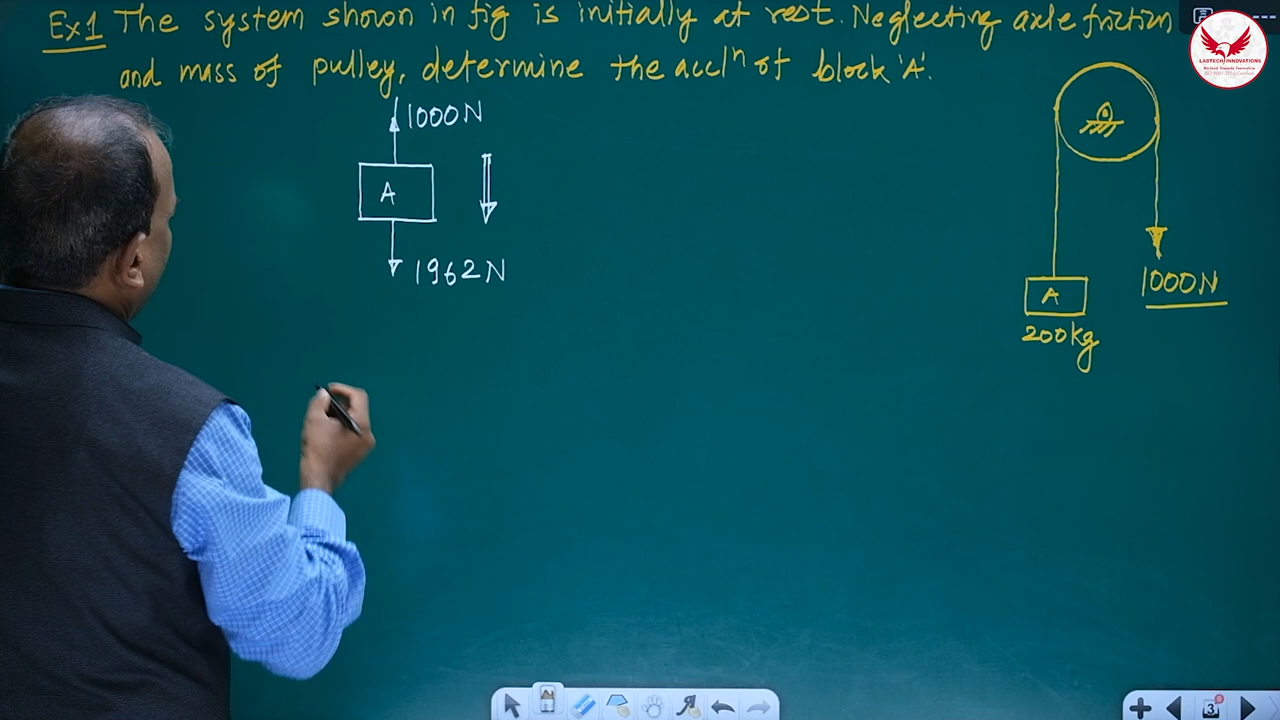 Ex1 The system shown in fig is initially at rest. Neglecting axle friction
and mass of pulley, determine the accl^n of block 'A'.
1000N
A
1962N
A
200kg
1000N
LABTECH INNOVATIONS
3